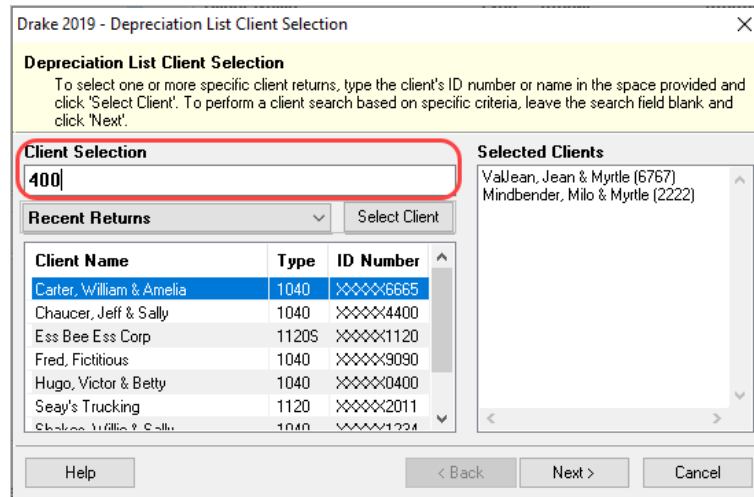 Drake 2019 - Depreciation List Client Selection
Depreciation List Client Selection
To select one or more specific client returns, type the client's ID number or name in the space provided and
click 'Select Client'. To perform a client search based on specific criteria, leave the search field blank and
click 'Next'.
Client Selection
400
Recent Returns
Select Client
Client Name Type ID Number
Carter, William & Amelia 1040 XXXXX6665
Chaucer, Jeff & Sally 1040 XXXXX4400
Ess Bee Ess Corp 1120S XXXXX1120
Fred, Fictitious 1040 XXXXX9090
Hugo, Victor & Betty 1040 XXXXX0400
Seay's Trucking 1120 XXXXX2011
Willie & Sally 1040 XXXXX1234
Selected Clients
ValJean, Jean & Myrtle (6767)
Mindbender, Milo & Myrtle (2222)
Help
< Back
Next >
Cancel